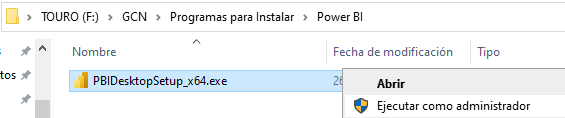 TOURO (F:) > GCN > Programas para Instalar > Power BI
Nombre Fecha de modificación Tipo
PBIDesktopSetup_x64.exe 26
Abrir
tos
Ejecutar como administrador